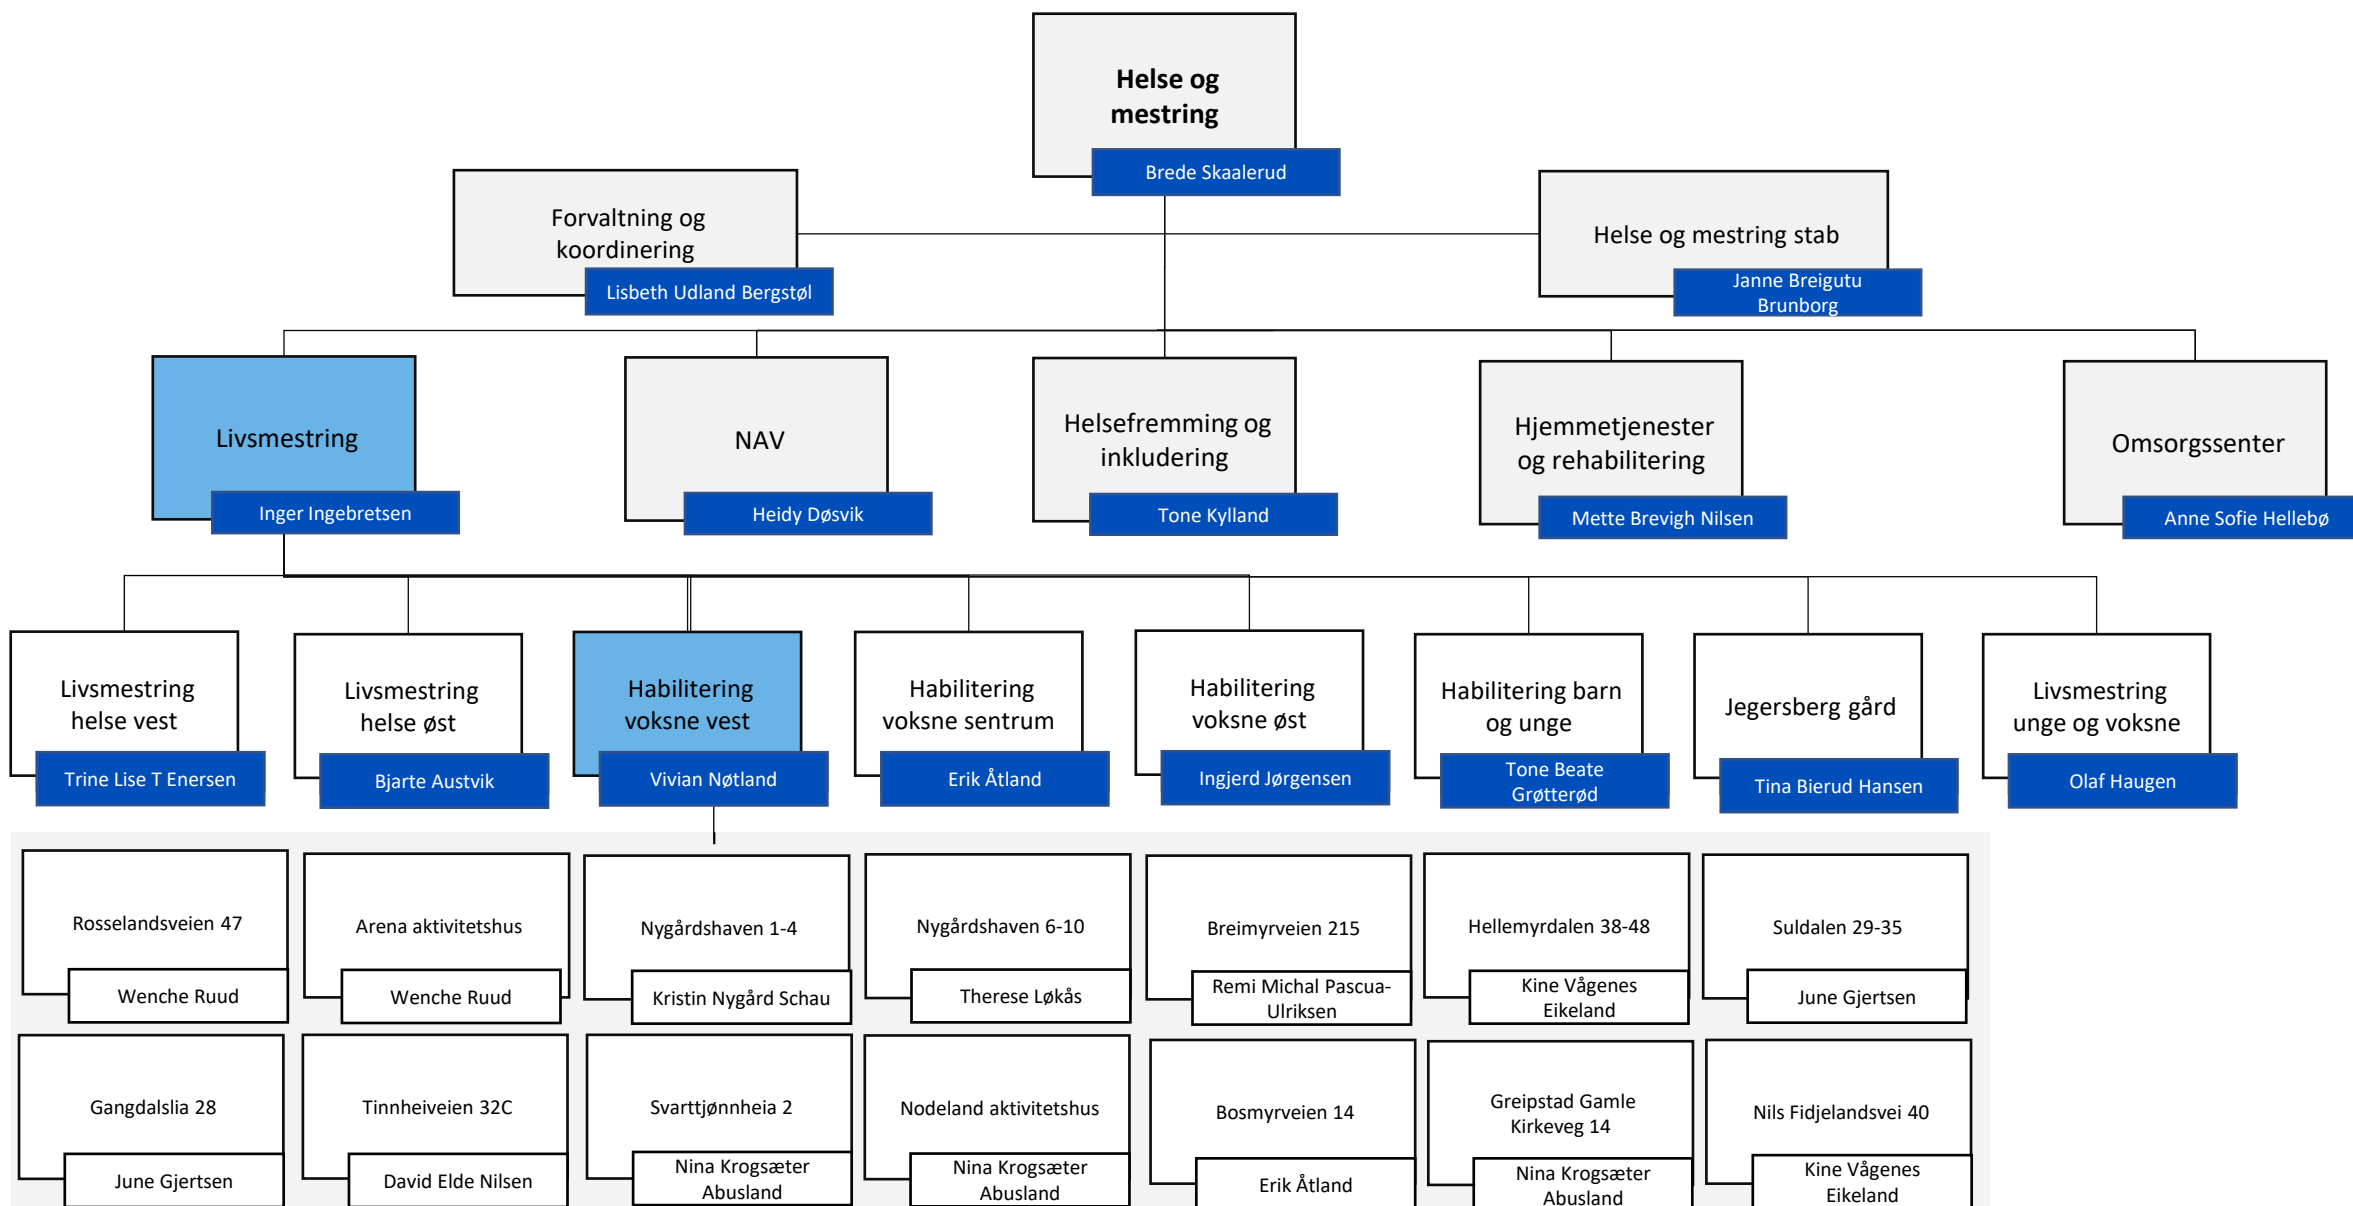 Helse og
mestring
Brede Skaalerud
Forvaltning og
koordinering
Lisbeth Udland Bergstøl
Helse og mestring stab
Janne Breigutu
Brunborg
Livsmestring
Inger Ingebretsen
NAV
Heidy Døsvik
Helsefremming og
inkludering
Tone Kylland
Hjemmetjenester
og rehabilitering
Mette Brevigh Nilsen
Omsorgssenter
Anne Sofie Hellebø
Livsmestring
helse vest
Trine Lise T Enersen
Livsmestring
helse øst
Bjarte Austvik
Habilitering
voksne vest
Vivian Nøtland
Habilitering
voksne sentrum
Erik Åtland
Habilitering
voksne øst
Ingjerd Jørgensen
Habilitering barn
og unge
Tone Beate
Grøtterød
Jegersberg gård
Tina Bierud Hansen
Livsmestring
unge og voksne
Olaf Haugen
Rosselandsveien 47
Wenche Ruud
Arena aktivitetshus
Wenche Ruud
Nygårdshaven 1-4
Kristin Nygård Schau
Nygårdshaven 6-10
Therese Løkås
Breimyrveien 215
Remi Michal Pascua-
Ulriksen
Hellemyrdalen 38-48
Kine Vågenes
Eikeland
Suldalen 29-35
June Gjertsen
Gangdalslia 28
June Gjertsen
Tinnheiveien 32C
David Elde Nilsen
Svarttjønnheia 2
Nina Krogsæter
Abusland
Nodeland aktivitetshus
Nina Krogsæter
Abusland
Bosmyrveien 14
Erik Åtland
Greipstad Gamle
Kirkeveg 14
Nina Krogsæter
Abusland
Nils Fidjelandsvei 40
Kine Vågenes
Eikeland